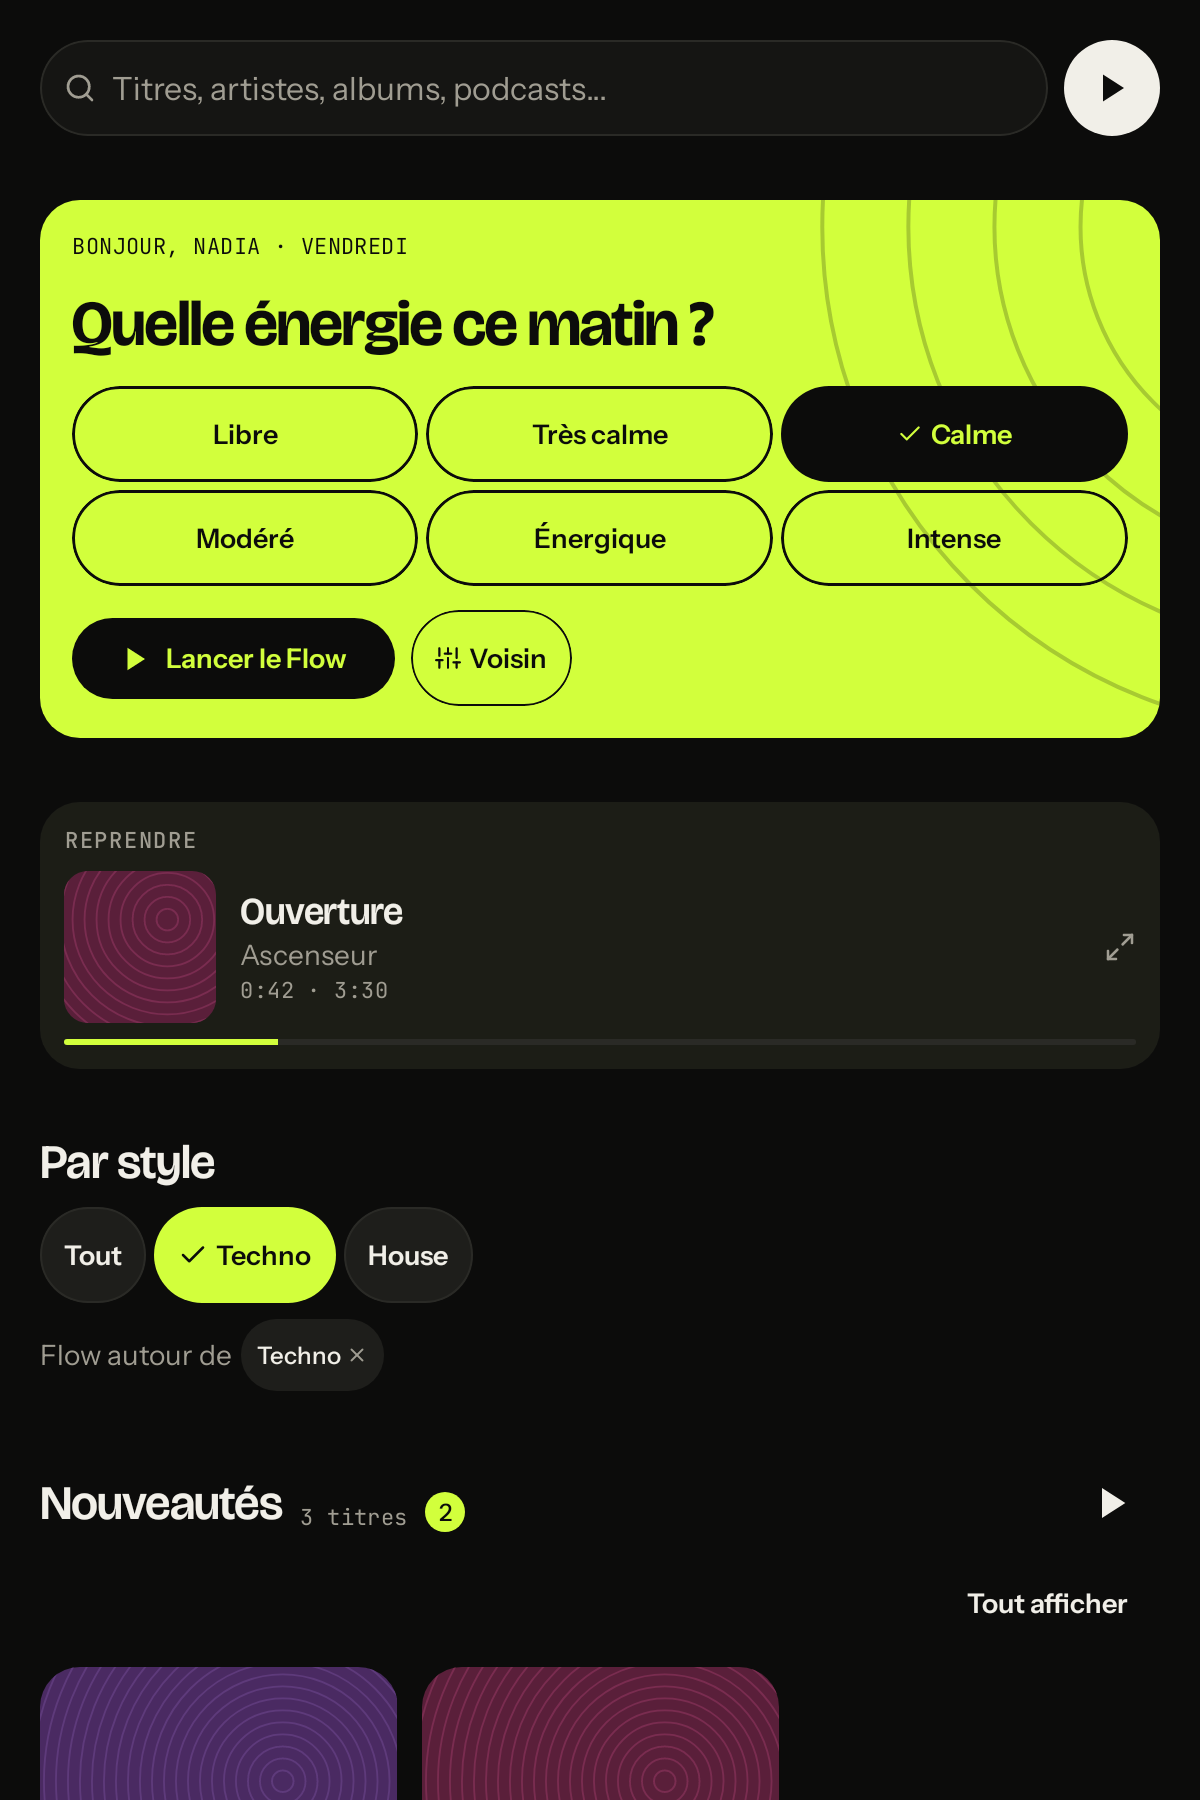 Titres, artistes, albums, podcasts...
BONJOUR, NADIA · VENDREDI
Quelle énergie ce matin ?
Libre
Très calme
Calme
Modéré
Énergique
Intense
Lancer le Flow
Voisin
REPRENDRE
Ouverture
Ascenseur
0:42 · 3:30
Par style
Tout
Techno
House
Flow autour de Techno ×
Nouveautés 3 titres 2
Tout afficher